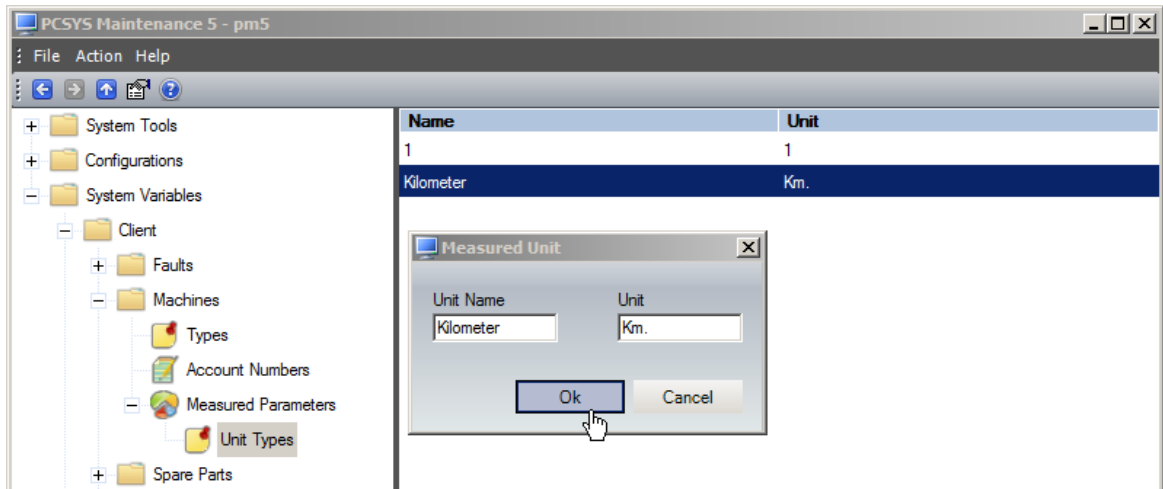 PCSYS Maintenance 5 - pm5
File Action Help
System Tools
Configurations
System Variables
Client
Faults
Machines
Types
Account Numbers
Measured Parameters
Unit Types
Spare Parts
Name Unit
1 1
Kilometer Km.
Measured Unit
Unit Name Unit
Kilometer Km.
Ok Cancel